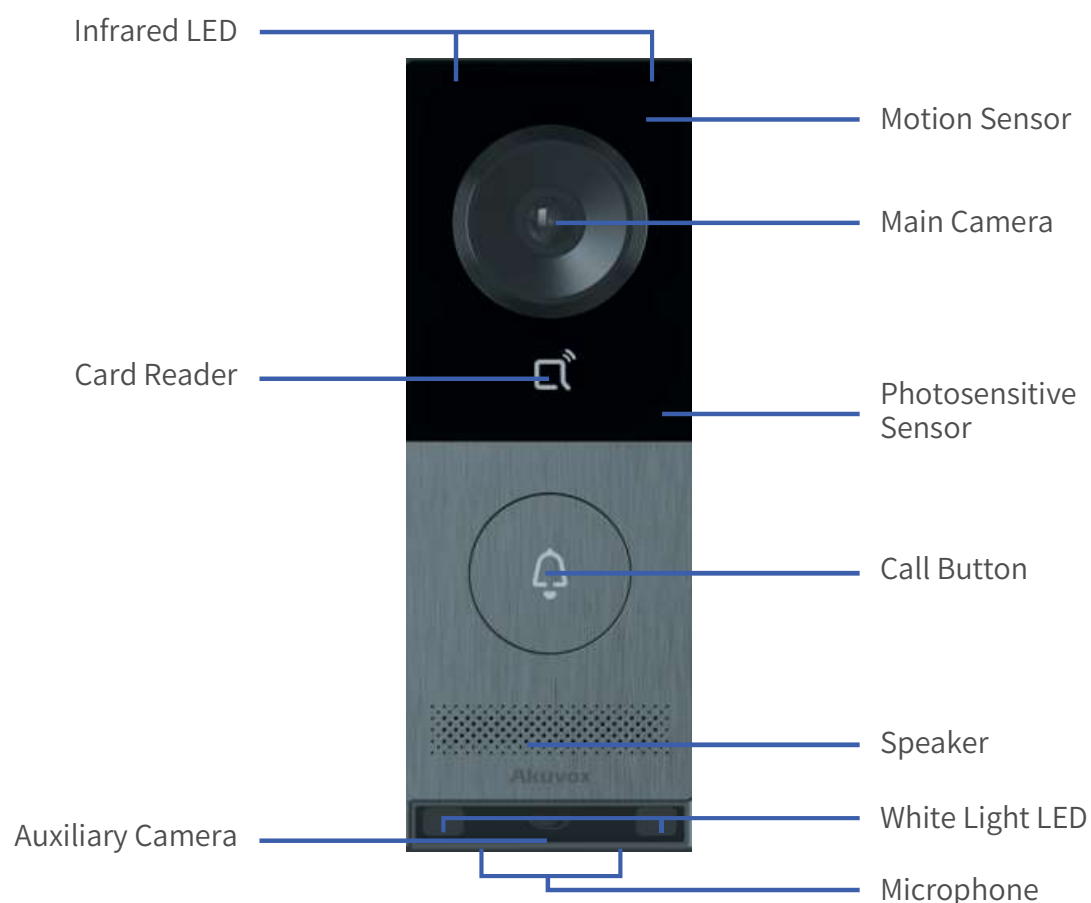 Infrared LED
Motion Sensor
Main Camera
Card Reader
Photosensitive
Sensor
Call Button
Speaker
Akuvox
White Light LED
Auxiliary Camera
Microphone